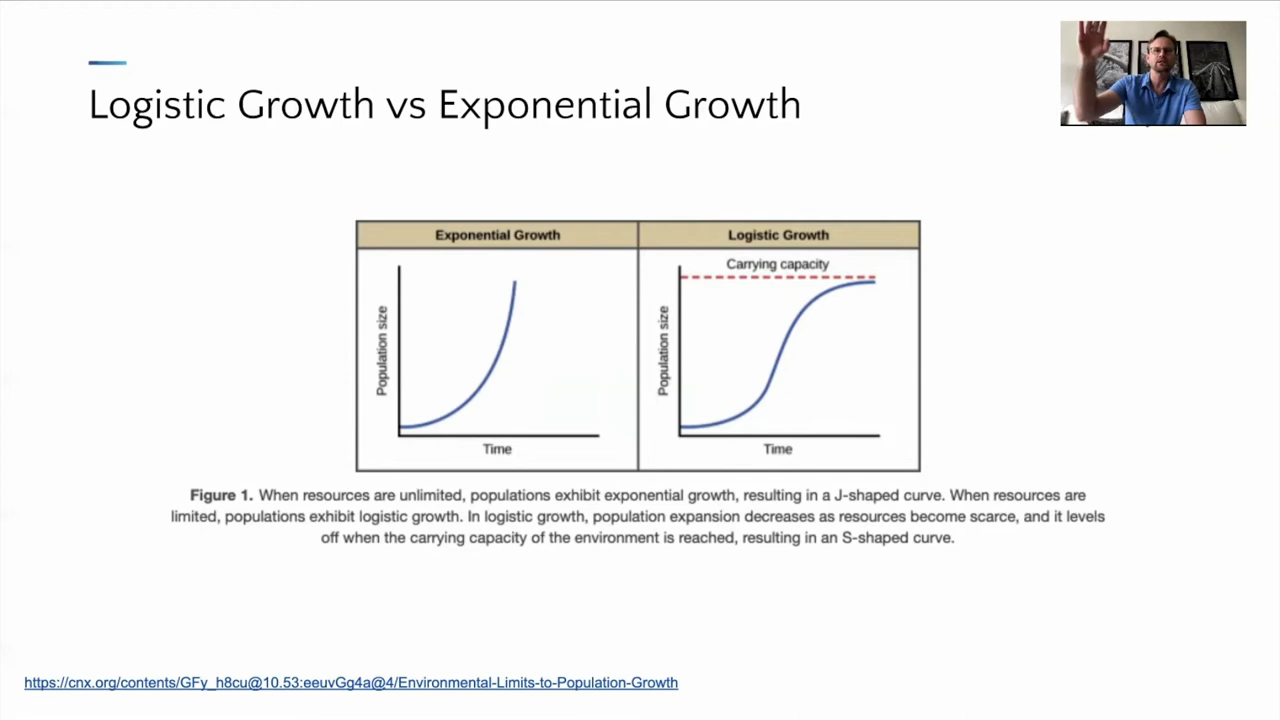 Logistic Growth vs Exponential Growth
Exponential Growth
Logistic Growth
Carrying capacity
Population size
Population size
Time
Time
Figure 1. When resources are unlimited, populations exhibit exponential growth, resulting in a J-shaped curve. When resources are
limited, populations exhibit logistic growth. In logistic growth, population expansion decreases as resources become scarce, and it levels
off when the carrying capacity of the environment is reached, resulting in an S-shaped curve.
https://cnx.org/contents/GFy_h8cu@10.53:eeuvGg4a@4/Environmental-Limits-to-Population-Growth